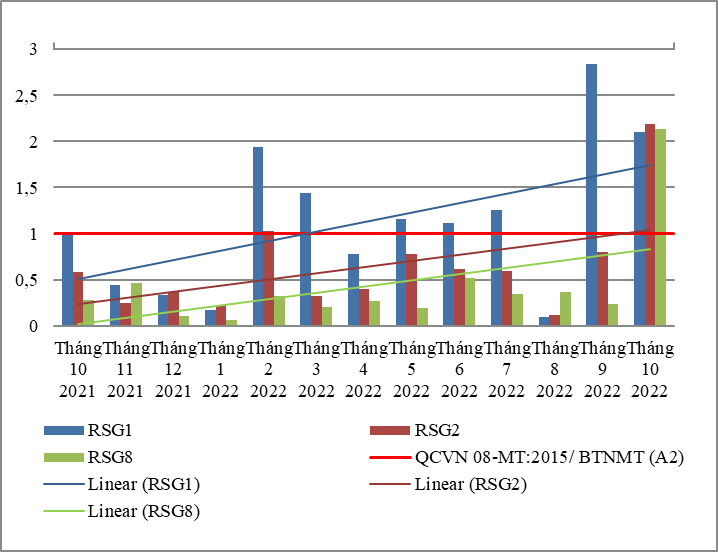 3
2,5
2
1,5
1
0,5
0
Tháng Tháng Tháng Tháng Tháng Tháng Tháng Tháng Tháng Tháng Tháng Tháng Tháng
10 11 12 1 2 3 4 5 6 7 8 9 10
2021 2021 2021 2022 2022 2022 2022 2022 2022 2022 2022 2022 2022
RSG1 RSG2
RSG8 QCVN 08-MT:2015/ BTNMT (A2)
Linear (RSG1) Linear (RSG2)
Linear (RSG8)